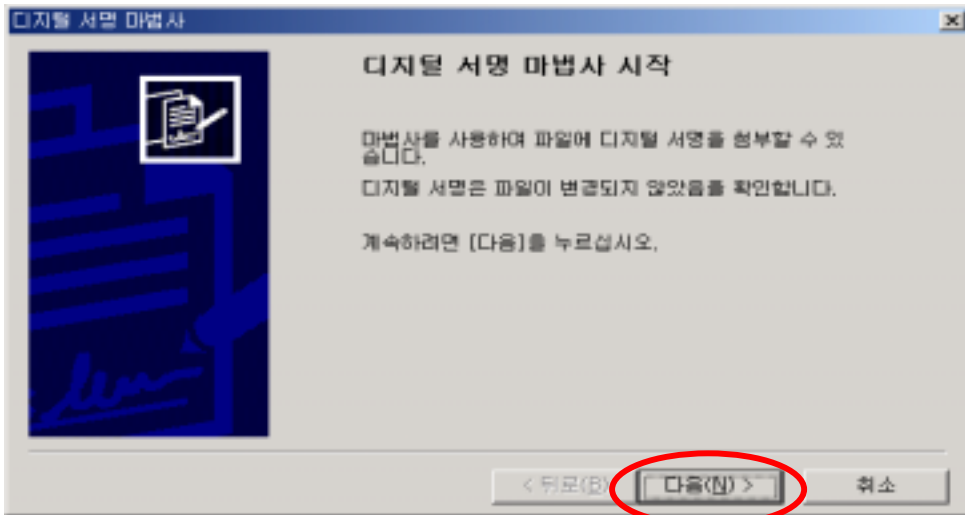 디지털 서명 마법사
디지털 서명 마법사 시작
마법사를 사용하여 파일에 디지털 서명을 첨부할 수 있
습니다.
디지털 서명은 파일이 변경되지 않았음를 확인합니다.
계속하려면 [다음]을 누르십시오.
< 뒤로(B)
다음(N) >
취소